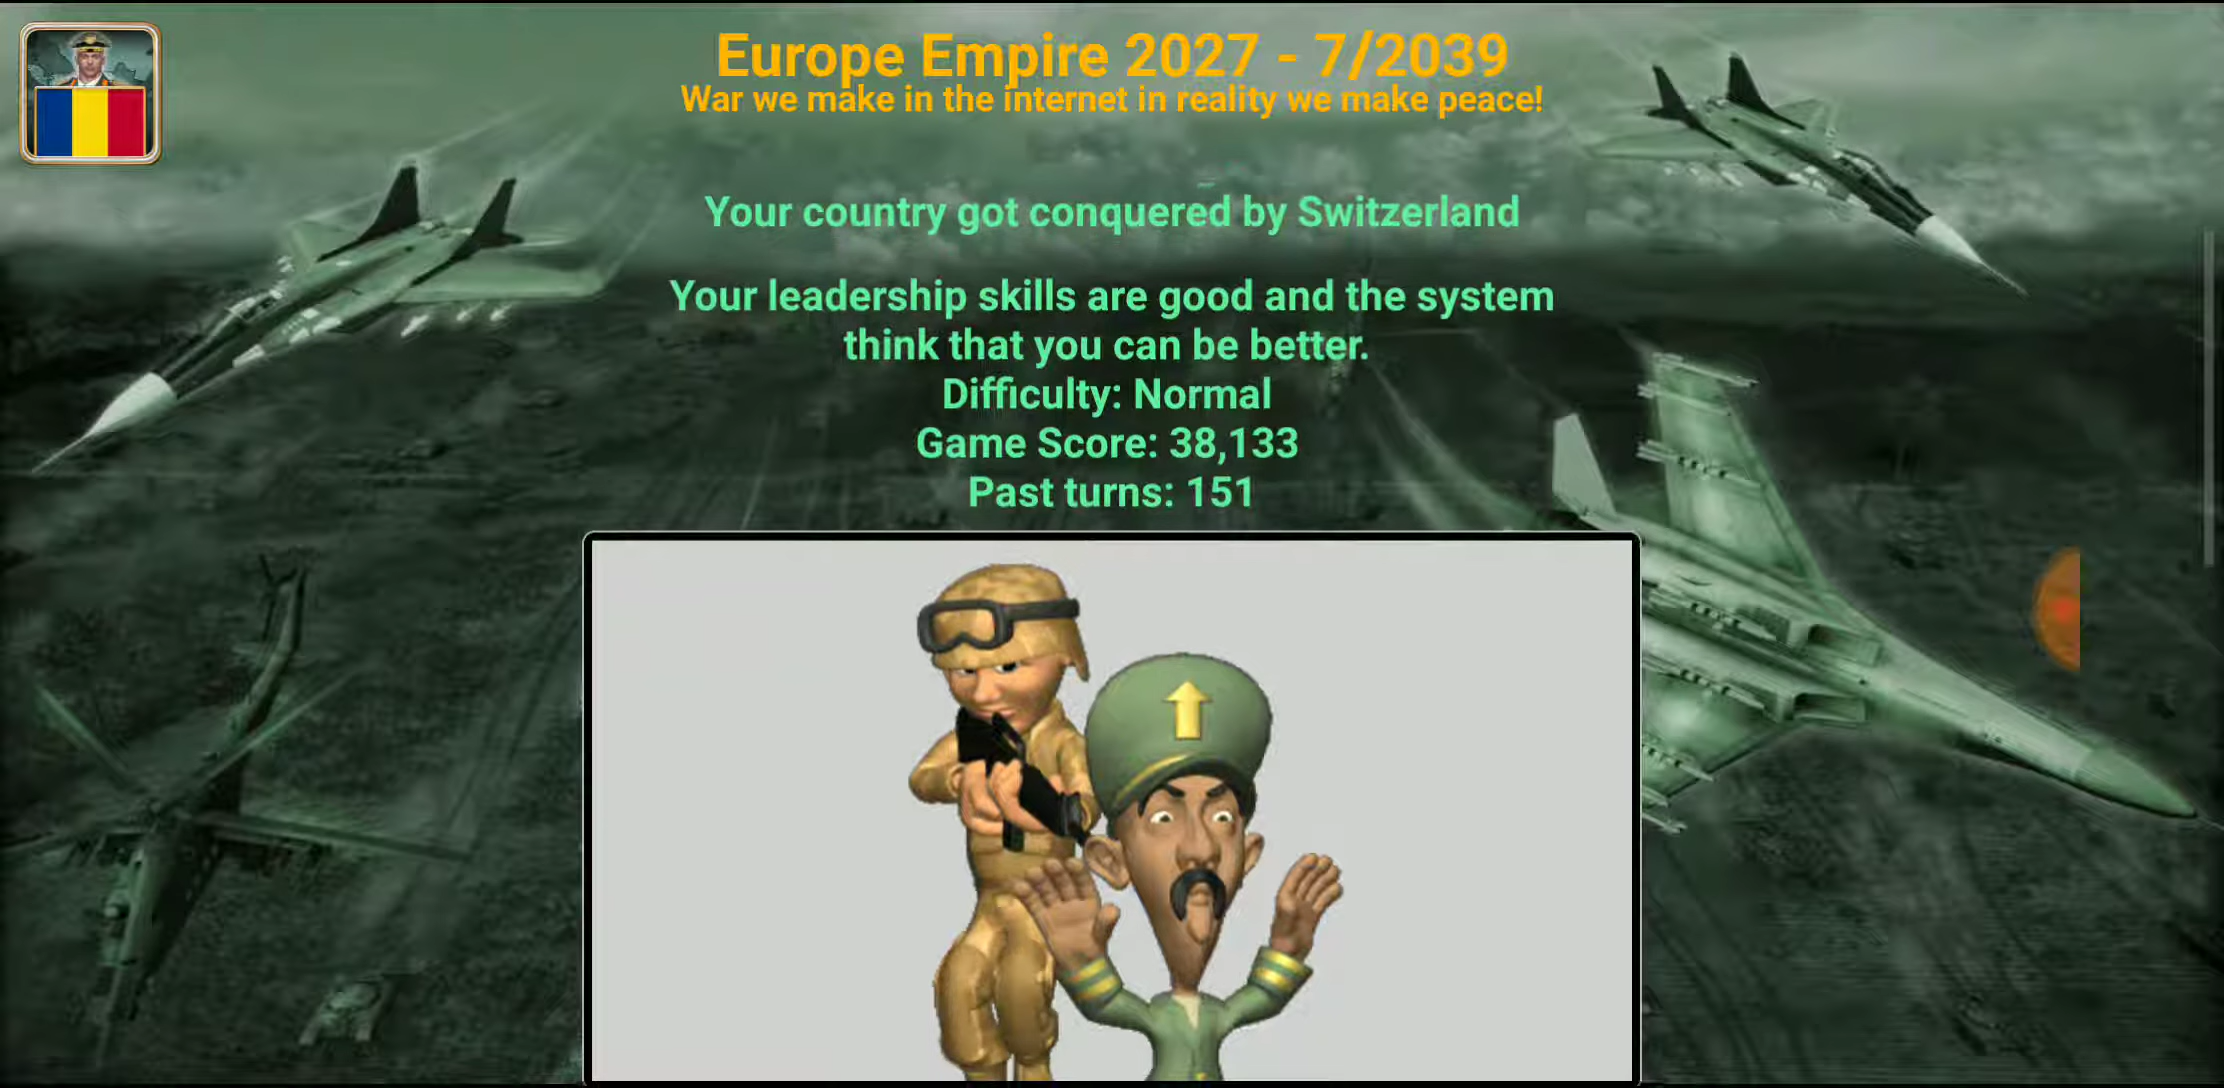 Europe Empire 2027 - 7/2039
War we make in the internet in reality we make peace!
Your country got conquered by Switzerland
Your leadership skills are good and the system
think that you can be better.
Difficulty: Normal
Game Score: 38,133
Past turns: 151